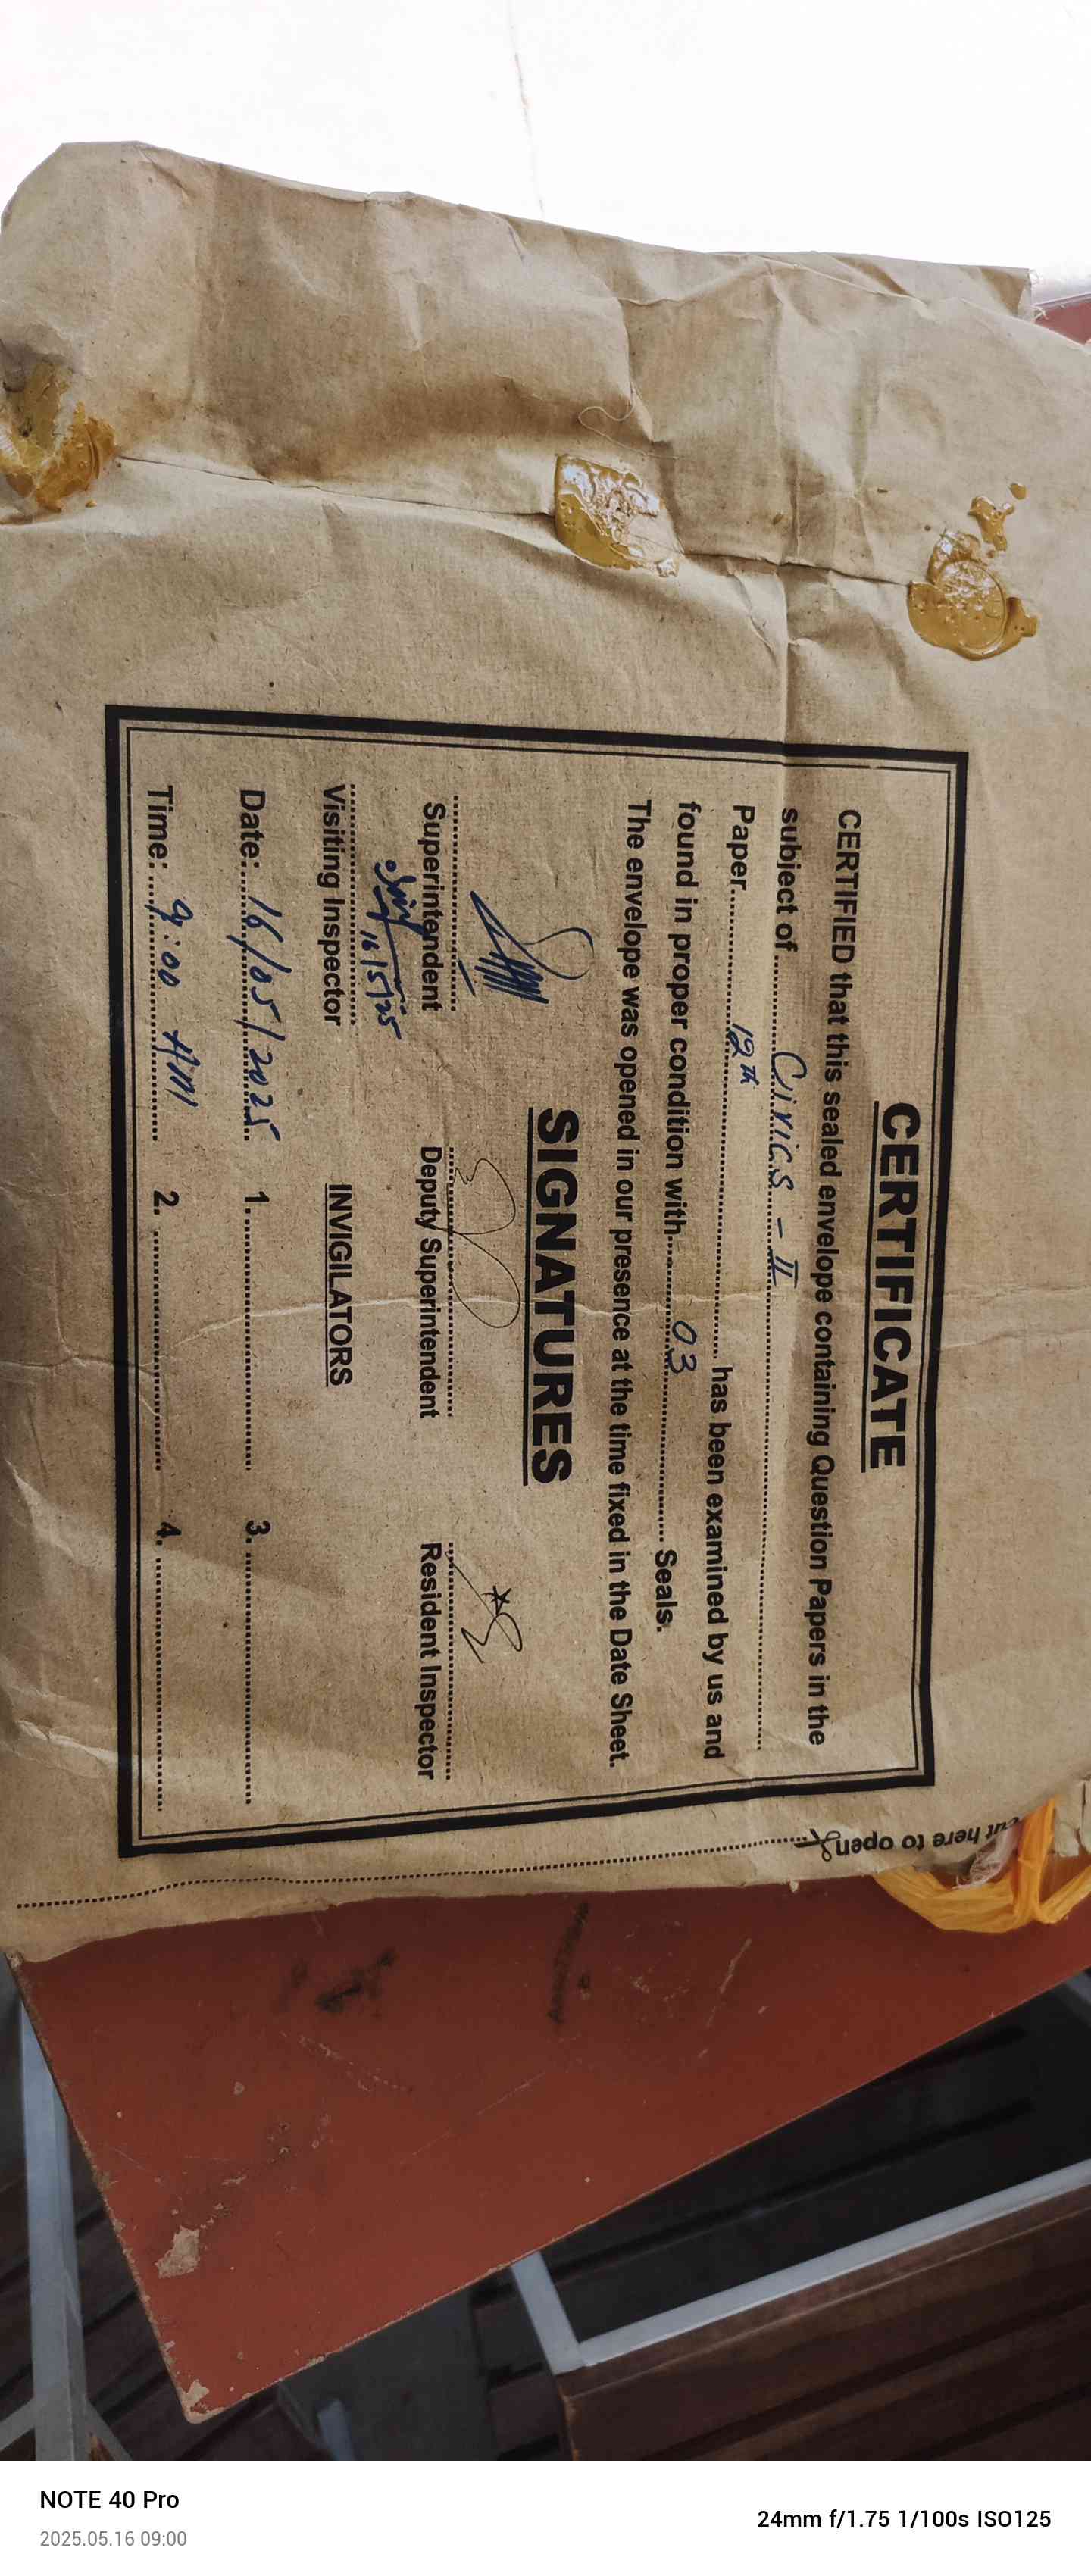 CERTIFICATE
CERTIFIED that this sealed envelope containing Question Papers in the
subject of ........ Civics - II ........
Paper ........ 12th ........ has been examined by us and
found in proper condition with ........ 03 ........ Seals.
The envelope was opened in our presence at the time fixed in the Date Sheet.
SIGNATURES
Superintendent Deputy Superintendent Resident Inspector
16/5/25
Visiting Inspector INVIGILATORS
Date: 16/05/2025 1. ........ 3. ........
Time: 9:00 AM 2. ........ 4. ........
cut here to open
NOTE 40 Pro
2025.05.16 09:00
24mm f/1.75 1/100s ISO125